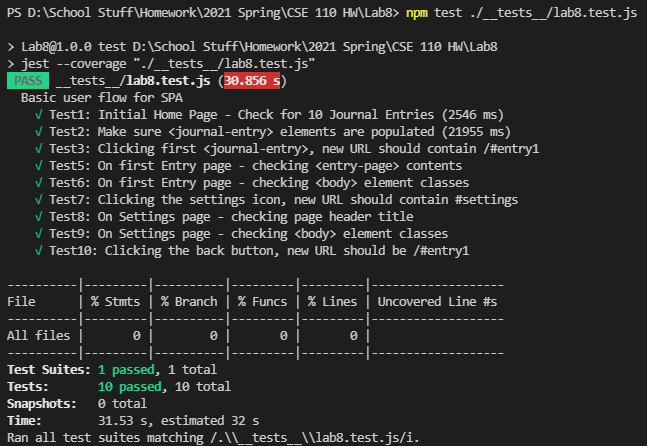 PS D:\School Stuff\Homework\2021 Spring\CSE 110 HW\Lab8> npm test ./__tests__/lab8.test.js
> Lab8@1.0.0 test D:\School Stuff\Homework\2021 Spring\CSE 110 HW\Lab8
> jest --coverage "./__tests__/lab8.test.js"
PASS __tests__/lab8.test.js (30.856 s)
Basic user flow for SPA
√ Test1: Initial Home Page - Check for 10 Journal Entries (2546 ms)
√ Test2: Make sure <journal-entry> elements are populated (21955 ms)
√ Test3: Clicking first <journal-entry>, new URL should contain /#entry1
√ Test5: On first Entry page - checking <entry-page> contents
√ Test6: On first Entry page - checking <body> element classes
√ Test7: Clicking the settings icon, new URL should contain #settings
√ Test8: On Settings page - checking page header title
√ Test9: On Settings page - checking <body> element classes
√ Test10: Clicking the back button, new URL should be /#entry1
----------|---------|----------|---------|---------|-------------------
File      | % Stmts | % Branch | % Funcs | % Lines | Uncovered Line #s
----------|---------|----------|---------|---------|-------------------
All files |       0 |        0 |       0 |       0 |
----------|---------|----------|---------|---------|-------------------
Test Suites: 1 passed, 1 total
Tests:       10 passed, 10 total
Snapshots:   0 total
Time:        31.53 s, estimated 32 s
Ran all test suites matching /.\\__tests__\\lab8.test.js/i.